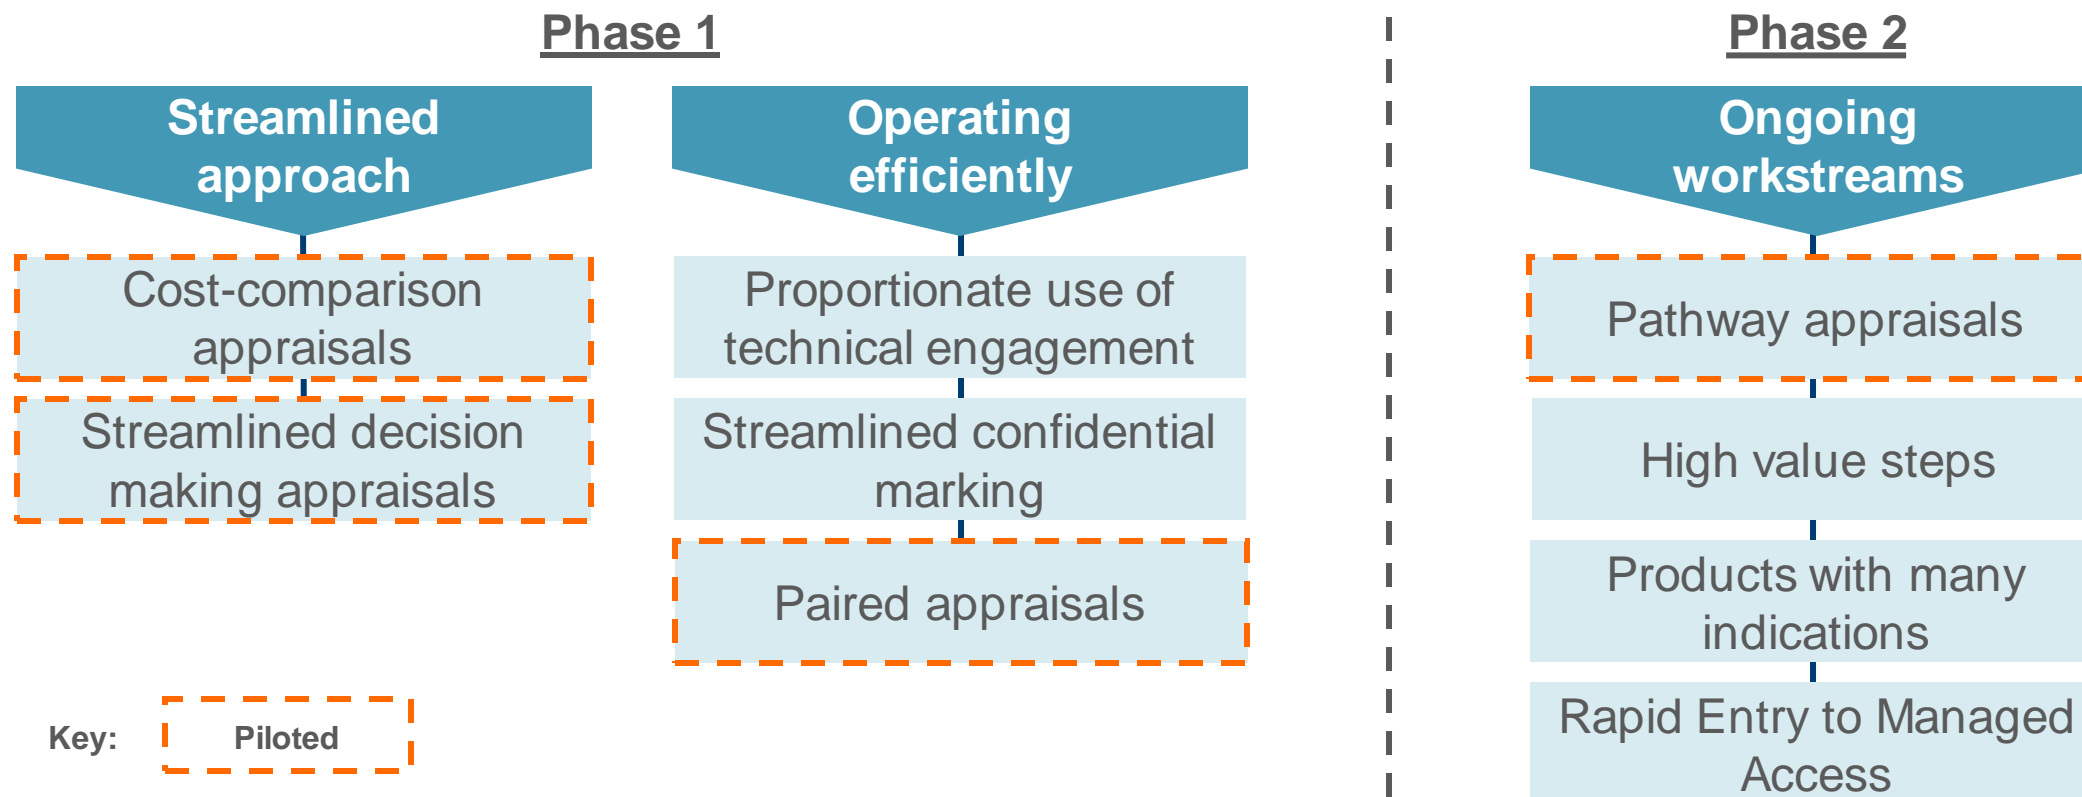 Phase 1
Streamlined
approach
Cost-comparison
appraisals
Streamlined decision
making appraisals
Operating
efficiently
Proportionate use of
technical engagement
Streamlined confidential
marking
Paired appraisals
Key:
Piloted
Phase 2
Ongoing
workstreams
Pathway appraisals
High value steps
Products with many
indications
Rapid Entry to Managed
Access